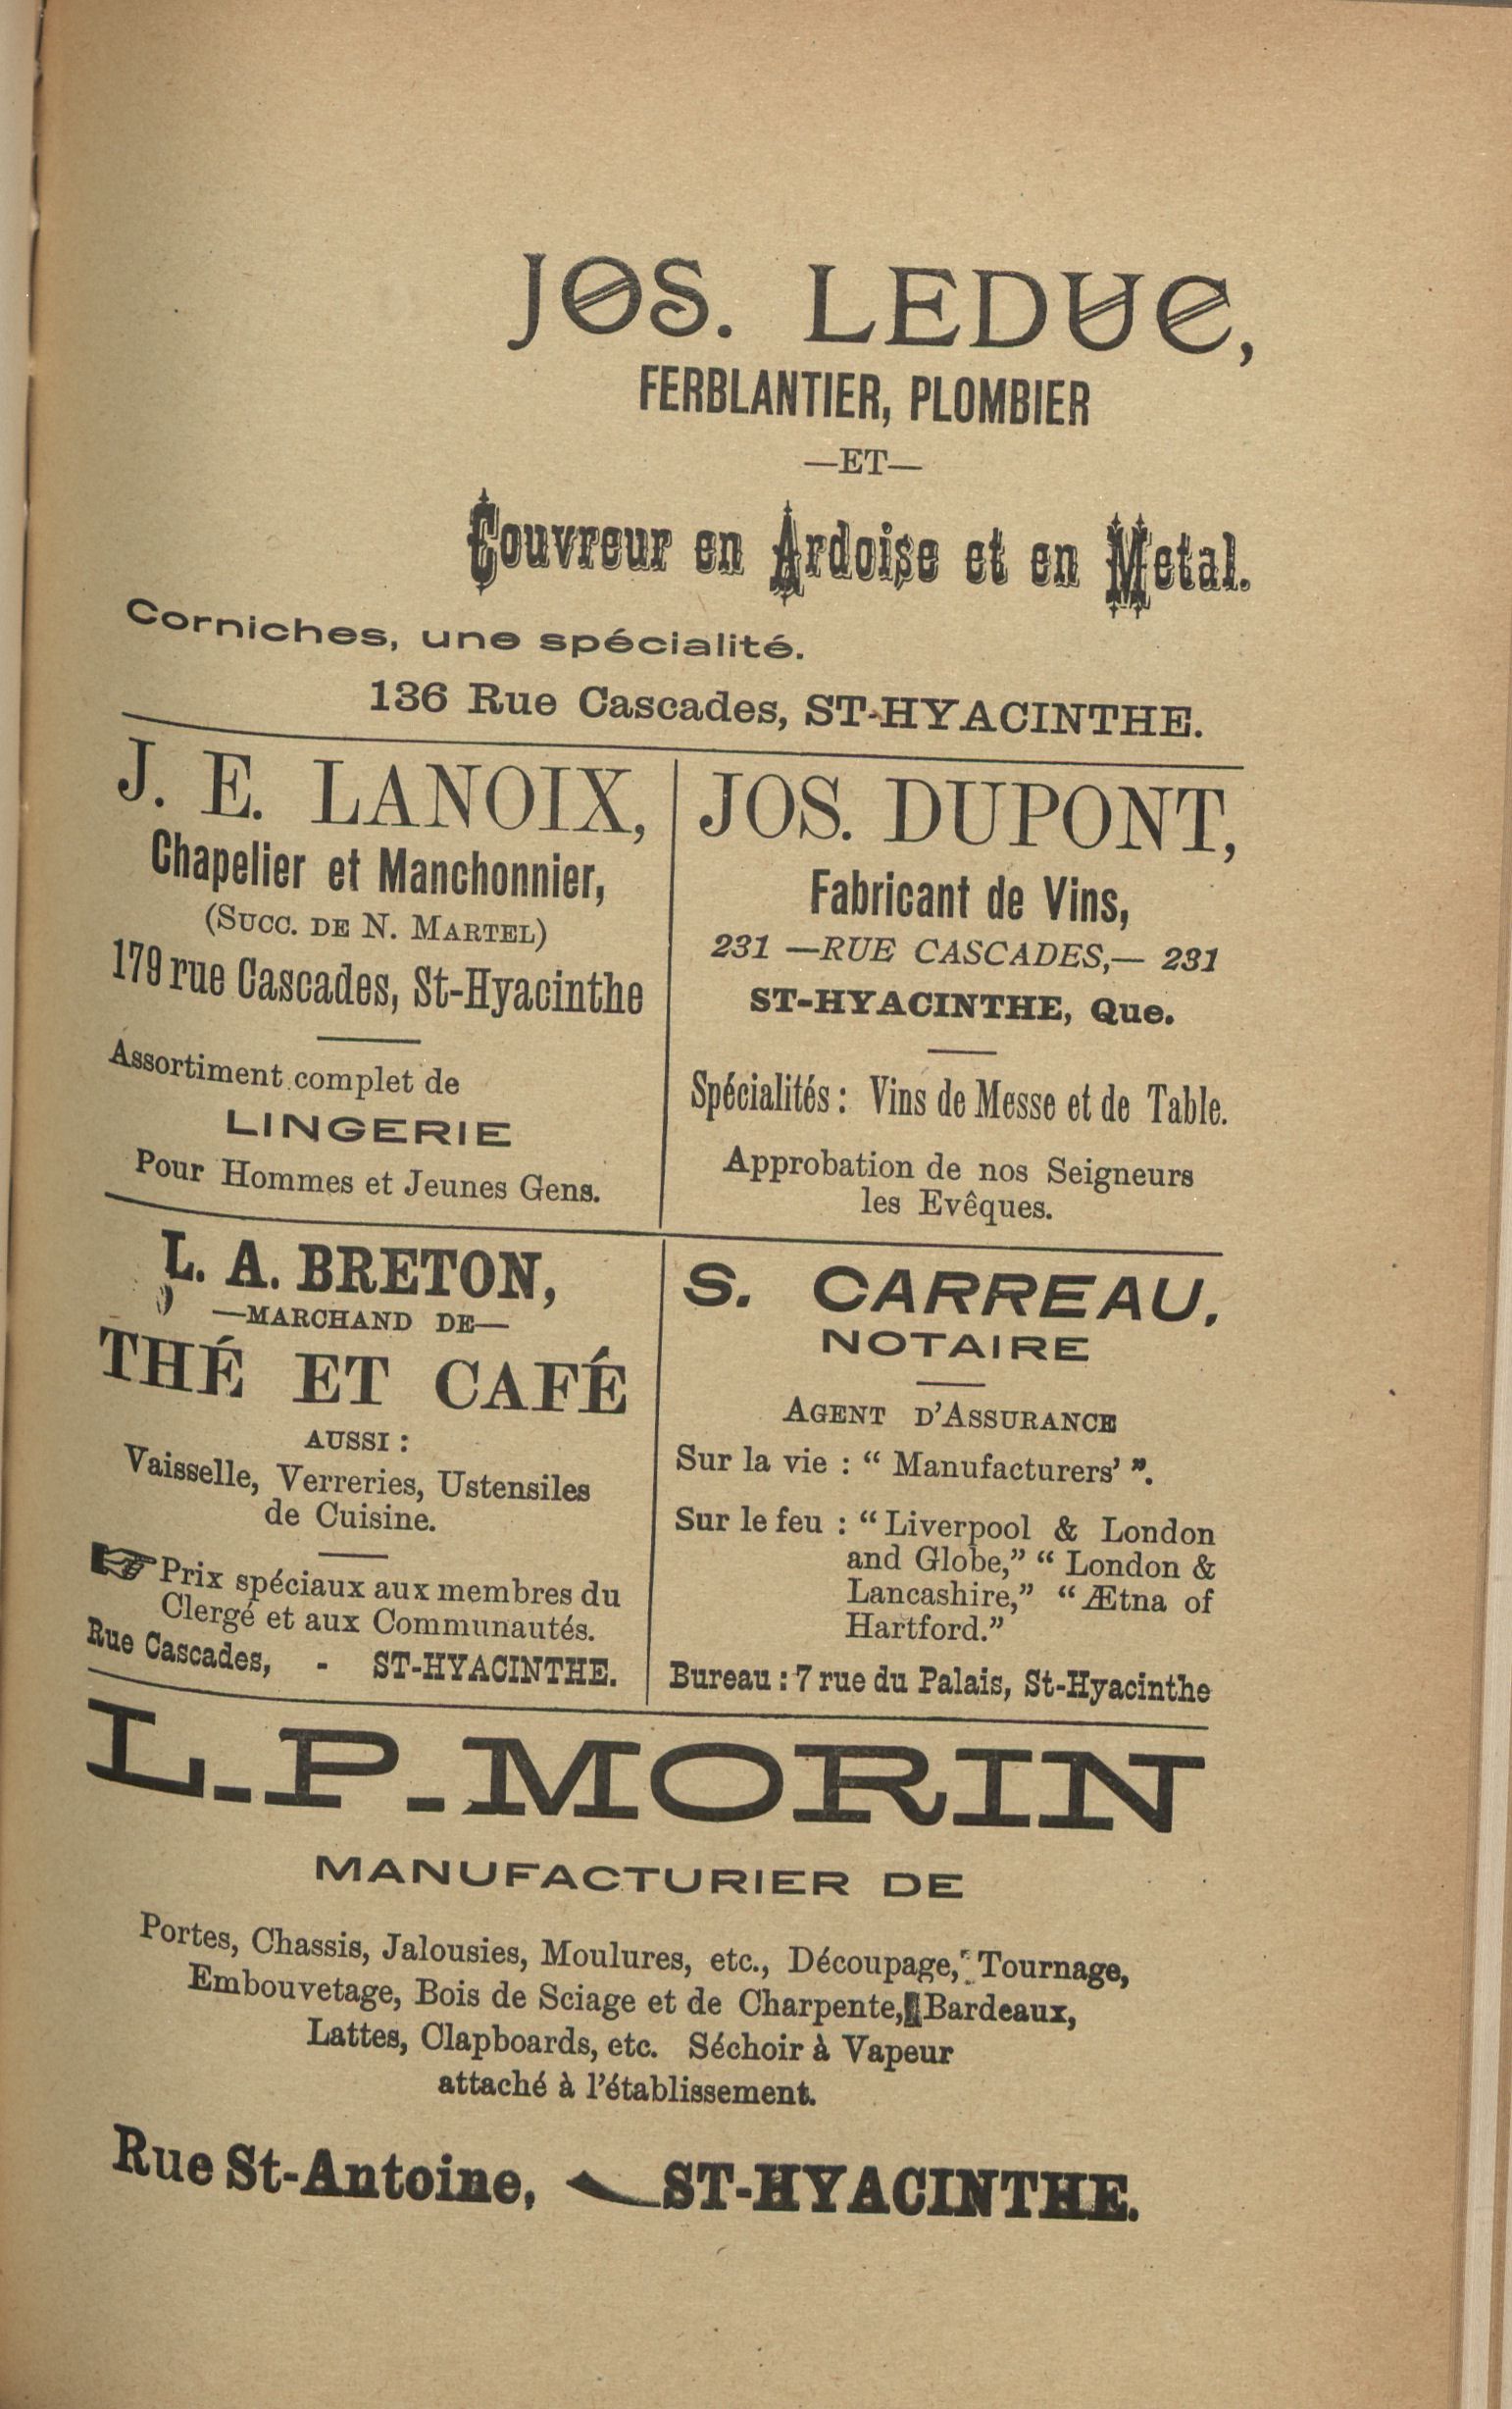 JOS. LEDUC,
FERBLANTIER, PLOMBIER
—ET—
Couvreur en Ardoise et en Metal.
Corniches, une spécialité.
136 Rue Cascades, ST-HYACINTHE.
J. E. LANOIX,
Chapelier et Manchonnier,
(Succ. de N. Martel)
179 rue Cascades, St-Hyacinthe
Assortiment complet de
LINGERIE
Pour Hommes et Jeunes Gens.
JOS. DUPONT,
Fabricant de Vins,
231 —RUE CASCADES,— 231
ST-HYACINTHE, Que.
Spécialités : Vins de Messe et de Table.
Approbation de nos Seigneurs
les Evêques.
L. A. BRETON,
—MARCHAND DE—
THÉ ET CAFÉ
AUSSI :
Vaisselle, Verreries, Ustensiles
de Cuisine.
☞ Prix spéciaux aux membres du
Clergé et aux Communautés.
Rue Cascades, - ST-HYACINTHE.
S. CARREAU.
NOTAIRE
Agent d'Assurance
Sur la vie : “ Manufacturers' ”.
Sur le feu : “ Liverpool & London
and Globe,” “ London &
Lancashire,” “ Ætna of
Hartford.”
Bureau : 7 rue du Palais, St-Hyacinthe
L. P. MORIN
MANUFACTURIER DE
Portes, Chassis, Jalousies, Moulures, etc., Découpage, Tournage,
Embouvetage, Bois de Sciage et de Charpente, Bardeaux,
Lattes, Clapboards, etc. Séchoir à Vapeur
attaché à l'établissement.
Rue St-Antoine, ST-HYACINTHE.